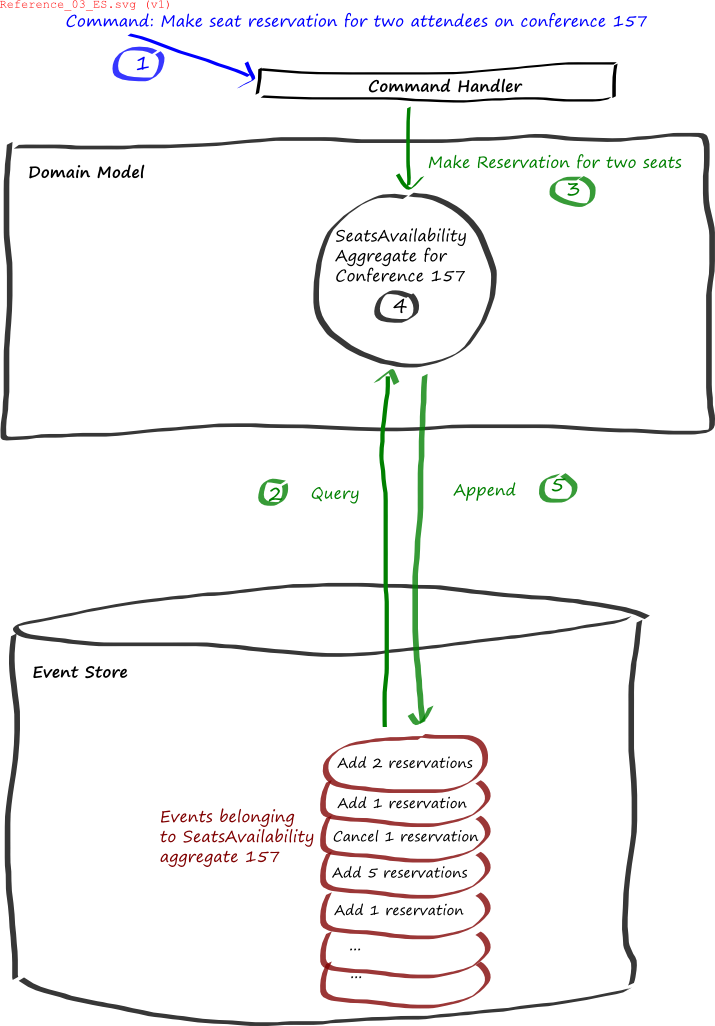 Reference_03_ES.svg (v1)
Command: Make seat reservation for two attendees on conference 157
1
Command Handler
Domain Model
Make Reservation for two seats
3
SeatsAvailability
Aggregate for
Conference 157
4
2 Query
Append 5
Event Store
Add 2 reservations
Add 1 reservation
Events belonging
to SeatsAvailability
aggregate 157
Cancel 1 reservation
Add 5 reservations
Add 1 reservation
...
...